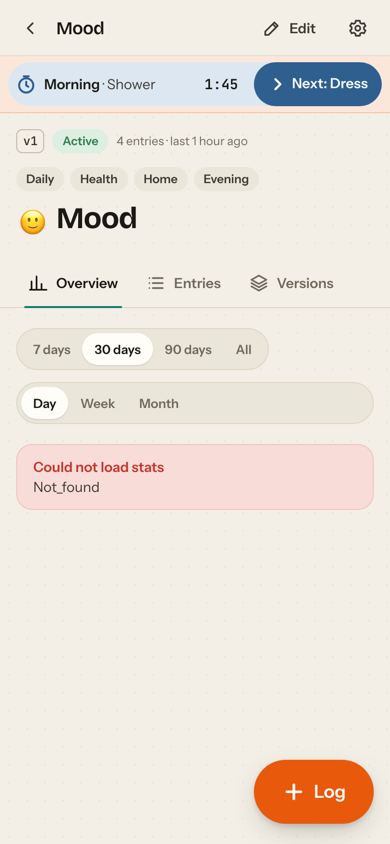 Mood
Edit
Morning · Shower
1:45
Next: Dress
v1
Active
4 entries · last 1 hour ago
Daily
Health
Home
Evening
Mood
Overview
Entries
Versions
7 days
30 days
90 days
All
Day
Week
Month
Could not load stats
Not_found
Log